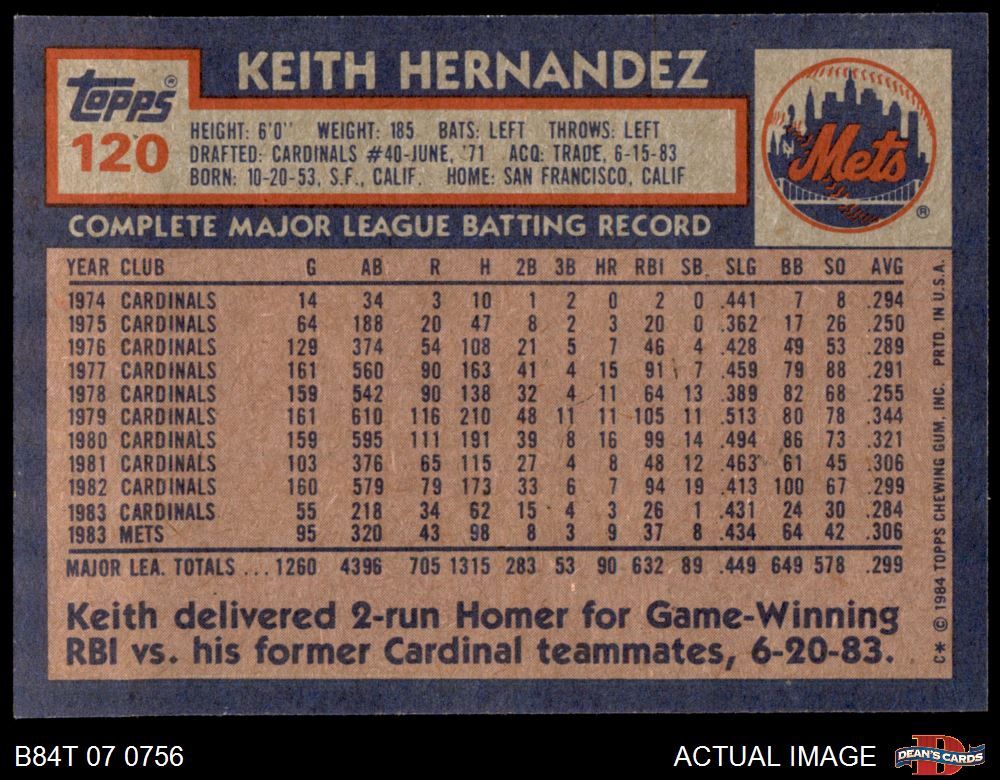 KEITH HERNANDEZ
topps®
120
HEIGHT: 6'0" WEIGHT: 185 BATS: LEFT THROWS: LEFT
DRAFTED: CARDINALS #40-JUNE, '71 ACQ: TRADE, 6-15-83
BORN: 10-20-53, S.F., CALIF. HOME: SAN FRANCISCO, CALIF
Mets
®
COMPLETE MAJOR LEAGUE BATTING RECORD
YEAR CLUB G AB R H 2B 3B HR RBI SB. SLG BB SO AVG
1974 CARDINALS 14 34 3 10 1 2 0 2 0 .441 7 8 .294
1975 CARDINALS 64 188 20 47 8 2 3 20 0 .362 17 26 .250
1976 CARDINALS 129 374 54 108 21 5 7 46 4 .428 49 53 .289
1977 CARDINALS 161 560 90 163 41 4 15 91 7 .459 79 88 .291
1978 CARDINALS 159 542 90 138 32 4 11 64 13 .389 82 68 .255
1979 CARDINALS 161 610 116 210 48 11 11 105 11 .513 80 78 .344
1980 CARDINALS 159 595 111 191 39 8 16 99 14 .494 86 73 .321
1981 CARDINALS 103 376 65 115 27 4 8 48 12 .463 61 45 .306
1982 CARDINALS 160 579 79 173 33 6 7 94 19 .413 100 67 .299
1983 CARDINALS 55 218 34 62 15 4 3 26 1 .431 24 30 .284
1983 METS 95 320 43 98 8 3 9 37 8 .434 64 42 .306
MAJOR LEA. TOTALS ... 1260 4396 705 1315 283 53 90 632 89 .449 649 578 .299
Keith delivered 2-run Homer for Game-Winning
RBI vs. his former Cardinal teammates, 6-20-83.
C* © 1984 TOPPS CHEWING GUM, INC. PRTD. IN U.S.A.
B84T 07 0756
ACTUAL IMAGE
DEAN'S CARDS